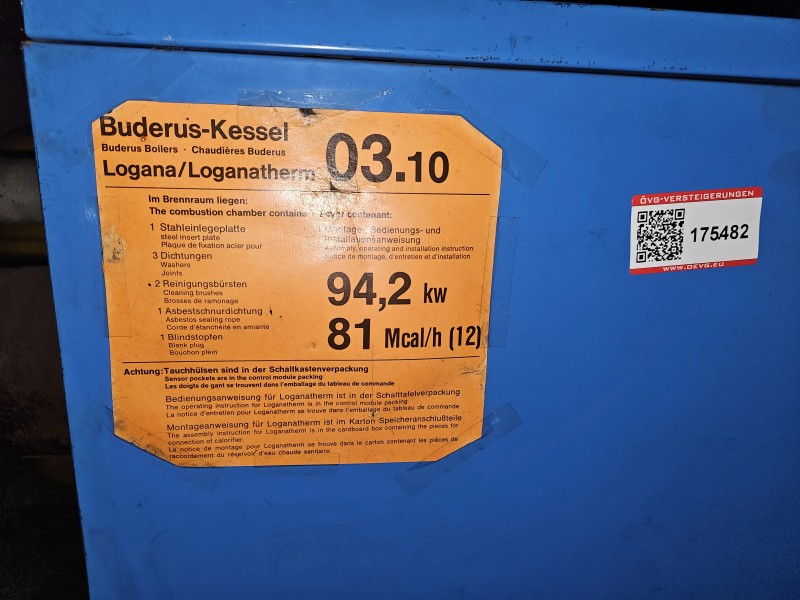 Buderus-Kessel
Buderus Boilers · Chaudières Buderus
Logana/Loganatherm 03.10
Im Brennraum liegen:
The combustion chamber contains: contenant:
1 Stahleinlegeplatte
steel insert plate
Plaque de fixation acier pour
3 Dichtungen
Washers
Joints
2 Reinigungsbürsten
Cleaning brushes
Brosses de ramonage
1 Asbestschnurdichtung
Asbestos sealing rope
Corde d'étanchéité en amiante
1 Blindstopfen
Blank plug
Bouchon plein
Bedienungs- und
Installationsanweisung
Assembly, operating and installation instruction
Notice de montage, d'entretien et d'installation
94,2 kw
81 Mcal/h (12)
Achtung: Tauchhülsen sind in der Schaltkastenverpackung
Sensor pockets are in the control module packing
Les doigts de gant se trouvent dans l'emballage du tableau de commande
Bedienungsanweisung für Loganatherm ist in der Schalttafelverpackung
The operating instruction for Loganatherm is in the control module packing
La notice d'entretien pour Loganatherm se trouve dans l'emballage du tableau de commande
Montageanweisung für Loganatherm ist im Karton Speicheranschlußteile
The assembly instruction for Loganatherm is in the cardboard box containing the pieces for
connection of calorifier.
La notice de montage pour Loganatherm se trouve dans le carton contenant les pièces de
raccordement du réservoir d'eau chaude sanitaire.
ÖVG-VERSTEIGERUNGEN
175482
WWW.OEVG.EU